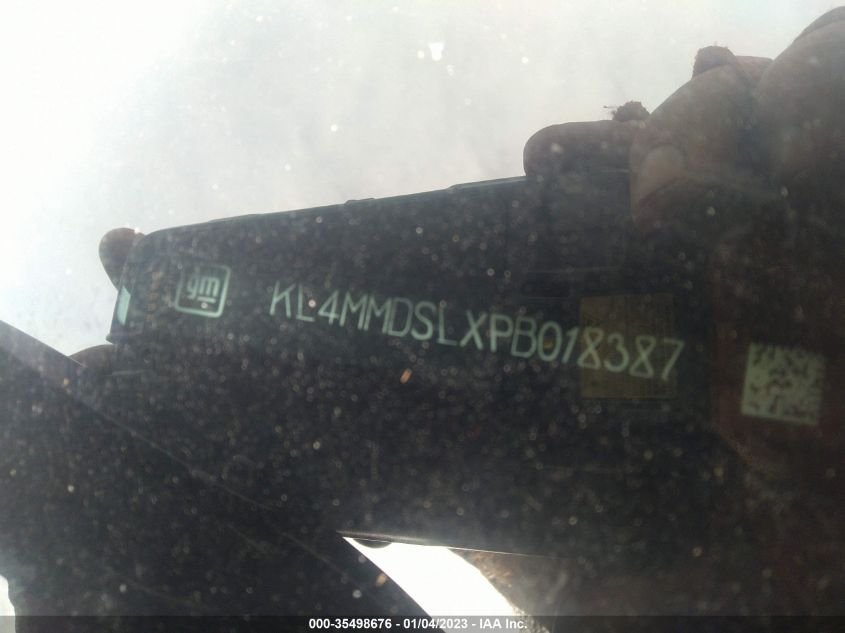 gm KL4MMDSLXPB018387
000-35498676 - 01/04/2023 - IAA Inc.